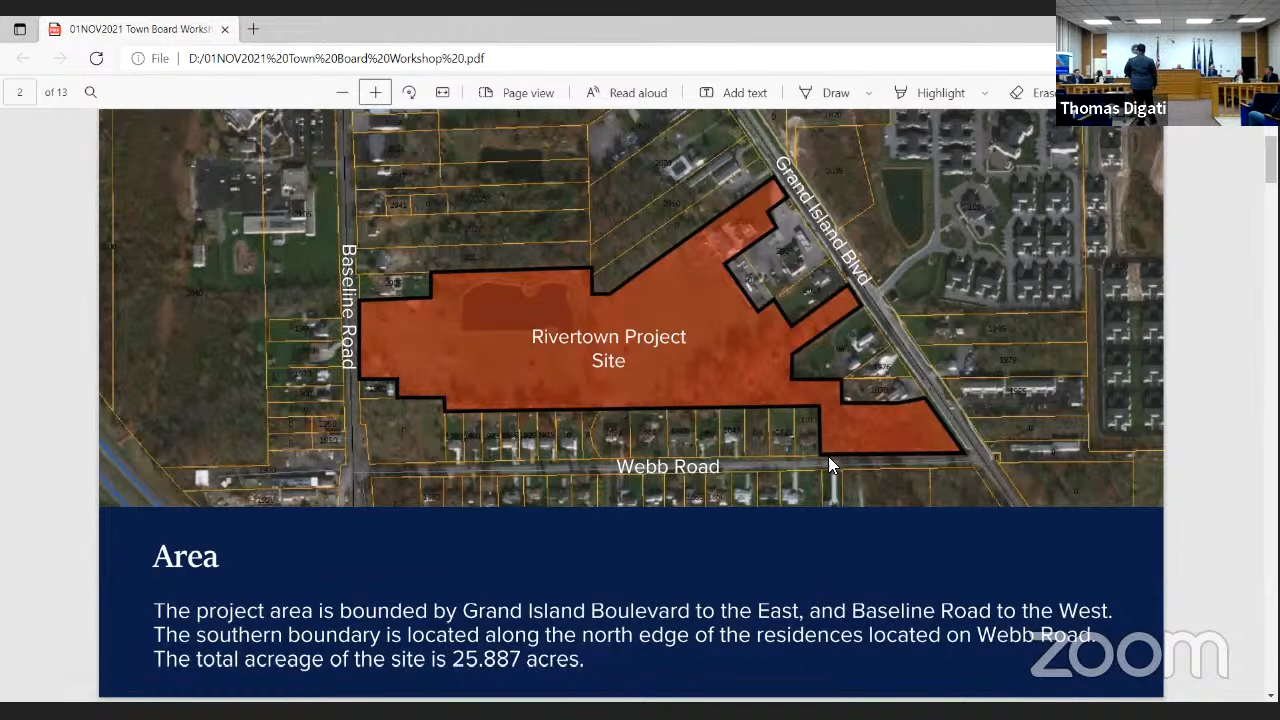 01NOV2021 Town Board Worksh
File
D:/01NOV2021%20Town%20Board%20Workshop%20.pdf
2 of 13
Page view
Read aloud
Add text
Draw
Highlight
Eras
Thomas Digati
Grand Island Blvd
Baseline Road
Rivertown Project
Site
Webb Road
Area
The project area is bounded by Grand Island Boulevard to the East, and Baseline Road to the West.
The southern boundary is located along the north edge of the residences located on Webb Road.
The total acreage of the site is 25.887 acres.
zoom